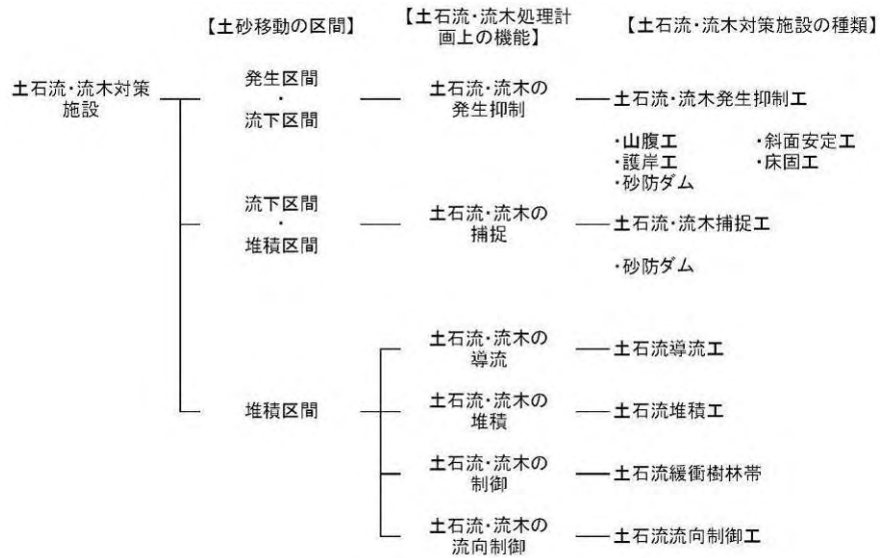 【土砂移動の区間】
【土石流・流木処理計
画上の機能】
【土石流・流木対策施設の種類】
土石流・流木対策
施設
発生区間
・
流下区間
土石流・流木の
発生抑制
土石流・流木発生抑制工
・山腹工 ・斜面安定工
・護岸工 ・床固工
・砂防ダム
流下区間
・
堆積区間
土石流・流木の
捕捉
土石流・流木捕捉工
・砂防ダム
堆積区間
土石流・流木の
導流
土石流導流工
土石流・流木の
堆積
土石流堆積工
土石流・流木の
制御
土石流緩衝樹林帯
土石流・流木の
流向制御
土石流流向制御工